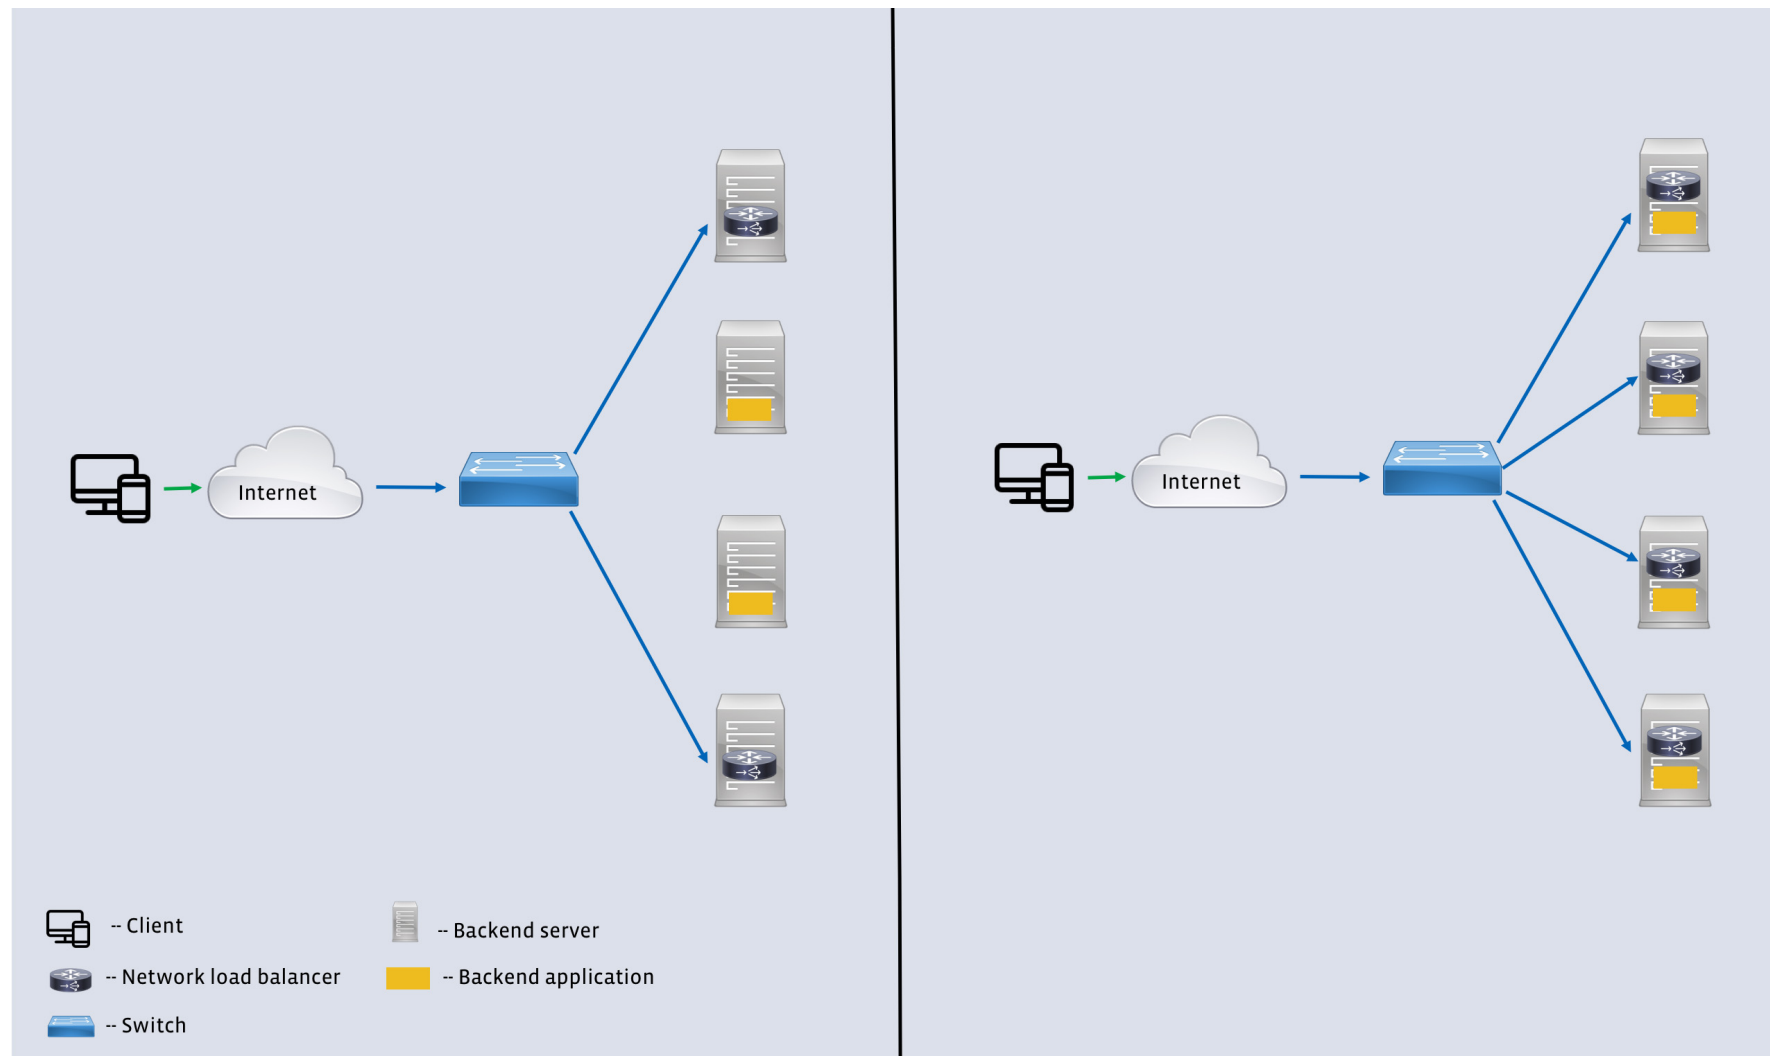 Internet
Internet
-- Client
-- Backend server
-- Network load balancer
-- Backend application
-- Switch